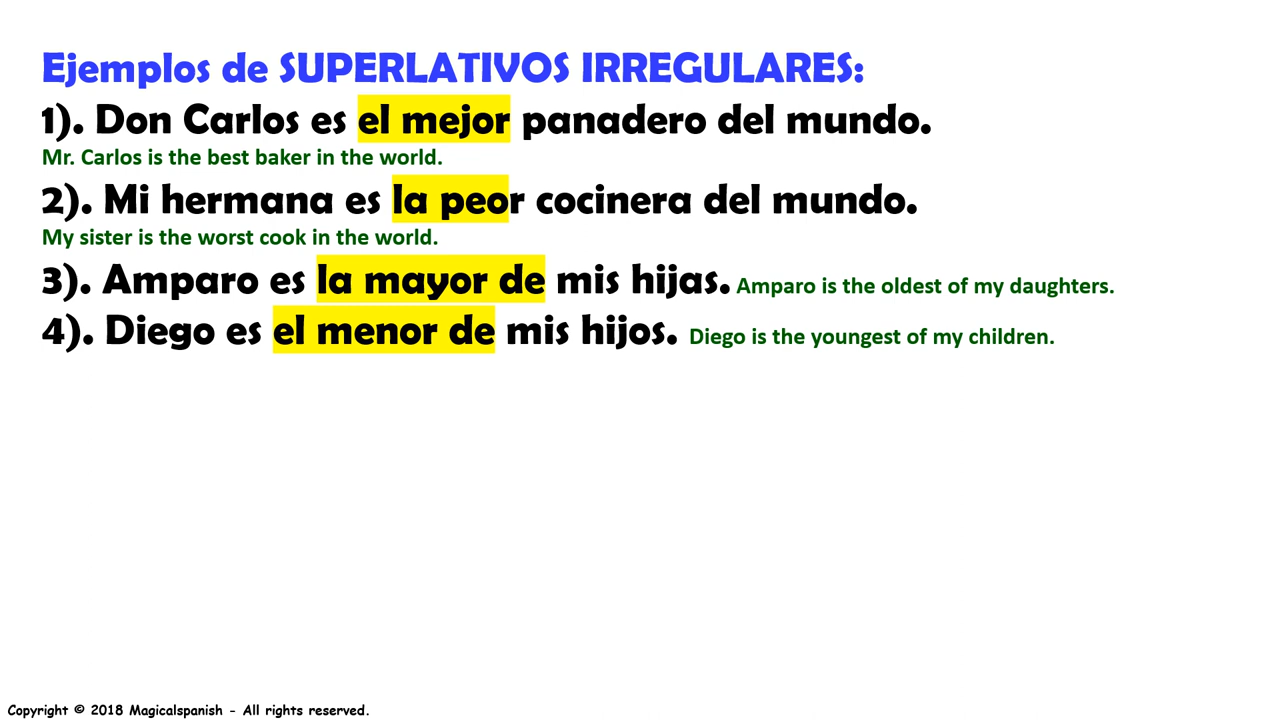 Ejemplos de SUPERLATIVOS IRREGULARES:
1). Don Carlos es el mejor panadero del mundo.
Mr. Carlos is the best baker in the world.
2). Mi hermana es la peor cocinera del mundo.
My sister is the worst cook in the world.
3). Amparo es la mayor de mis hijas. Amparo is the oldest of my daughters.
4). Diego es el menor de mis hijos. Diego is the youngest of my children.
Copyright © 2018 Magicalspanish - All rights reserved.